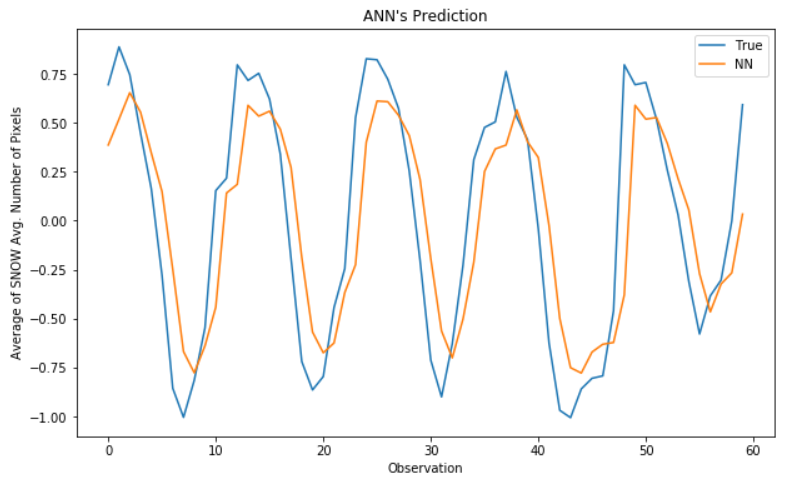 ANN's Prediction
True
NN
Average of SNOW Avg. Number of Pixels
0.75
0.50
0.25
0.00
−0.25
−0.50
−0.75
−1.00
0 10 20 30 40 50 60
Observation